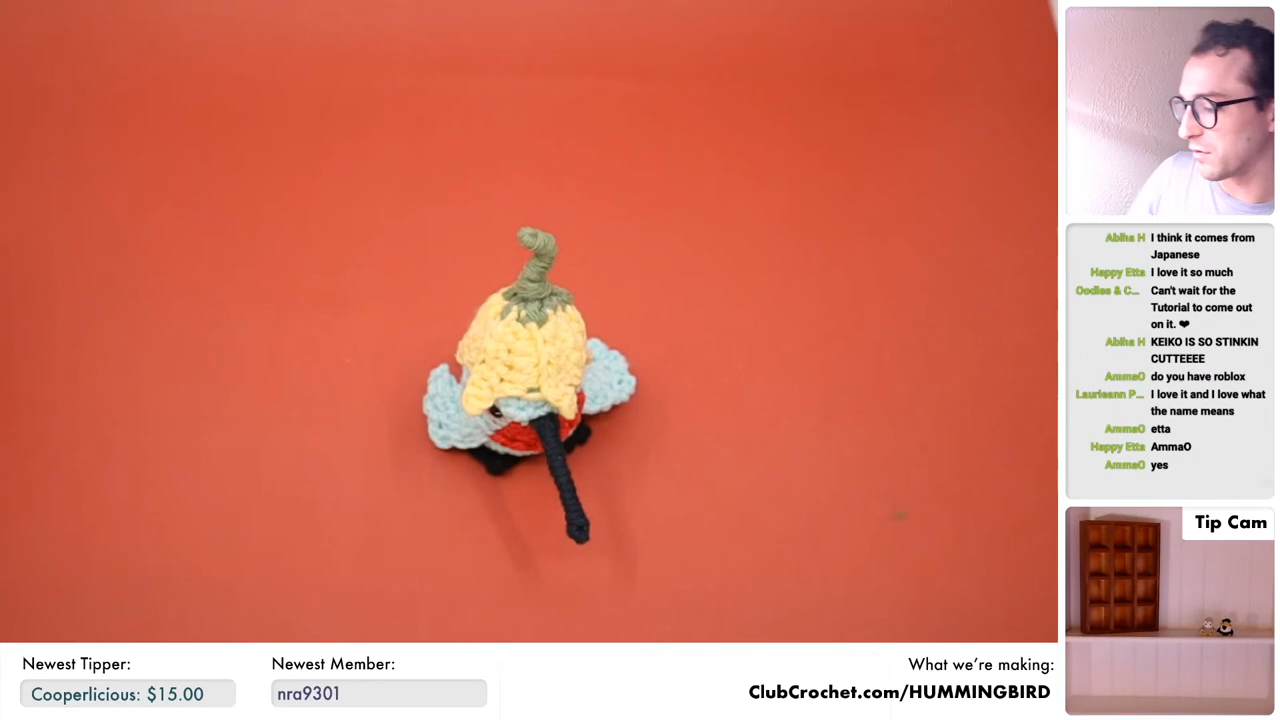 Abiha H I think it comes from
Japanese
Happy Etta I love it so much
Oodles & C... Can't wait for the
Tutorial to come out
on it. ❤
Abiha H KEIKO IS SO STINKIN
CUTTEEEE
AmmaO do you have roblox
Laurieann P... I love it and I love what
the name means
AmmaO etta
Happy Etta AmmaO
AmmaO yes
Tip Cam
Newest Tipper:
Cooperlicious: $15.00
Newest Member:
nra9301
What we're making:
ClubCrochet.com/HUMMINGBIRD